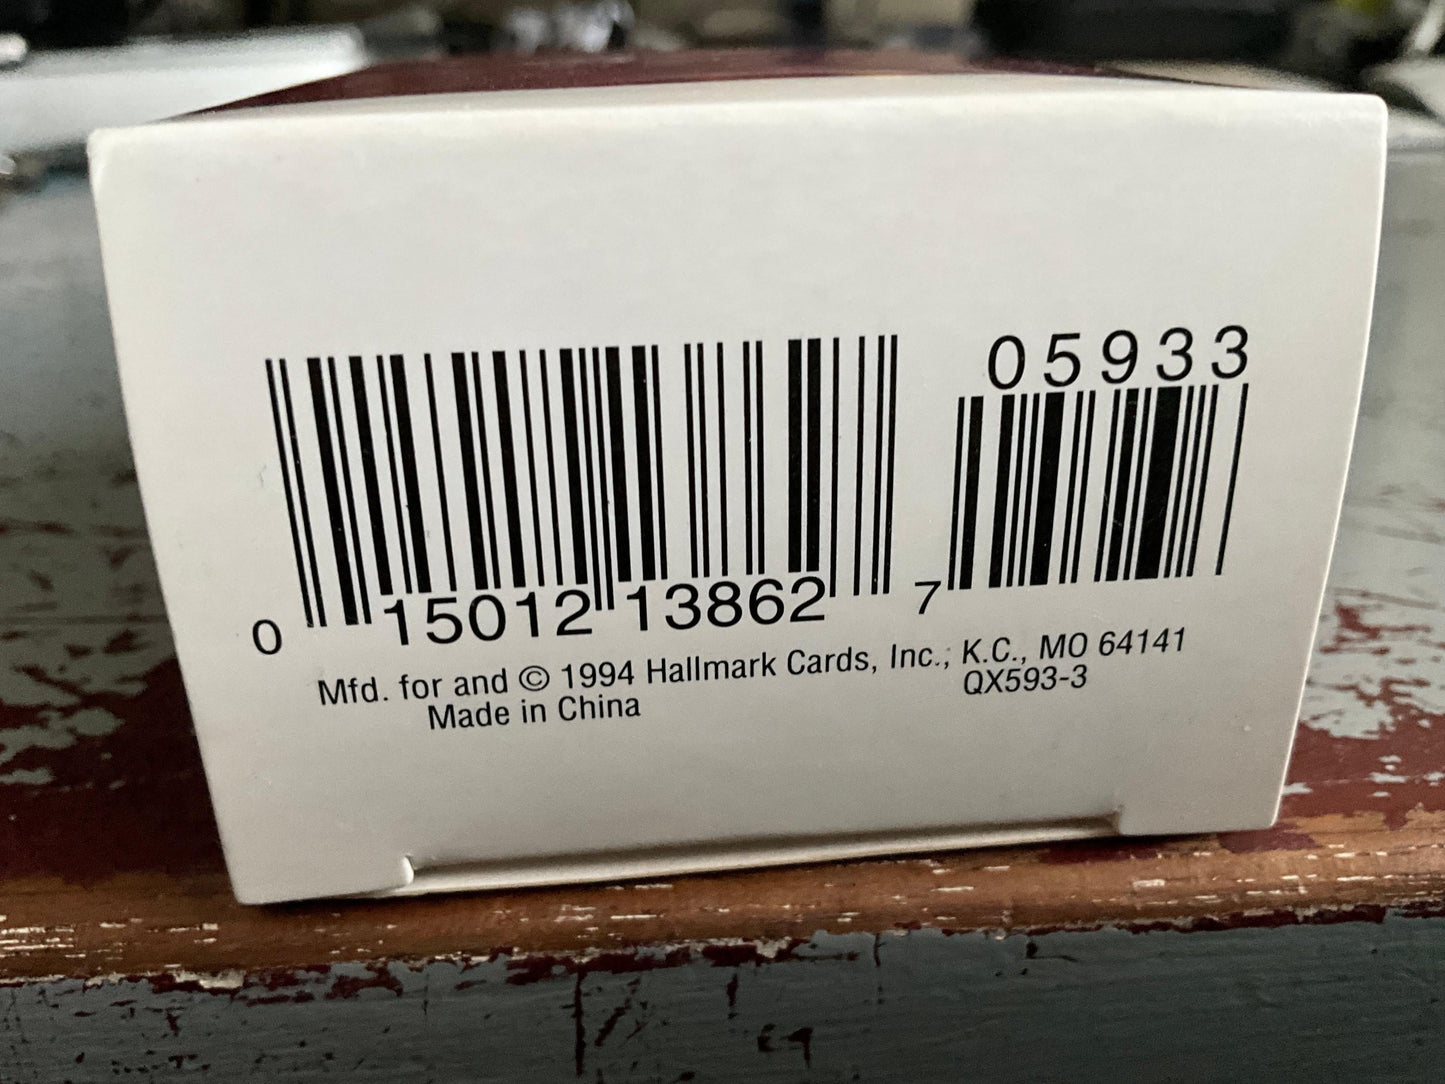 05933
0 15012 13862 7
Mfd. for and © 1994 Hallmark Cards, Inc., K.C., MO 64141
Made in China QX593-3